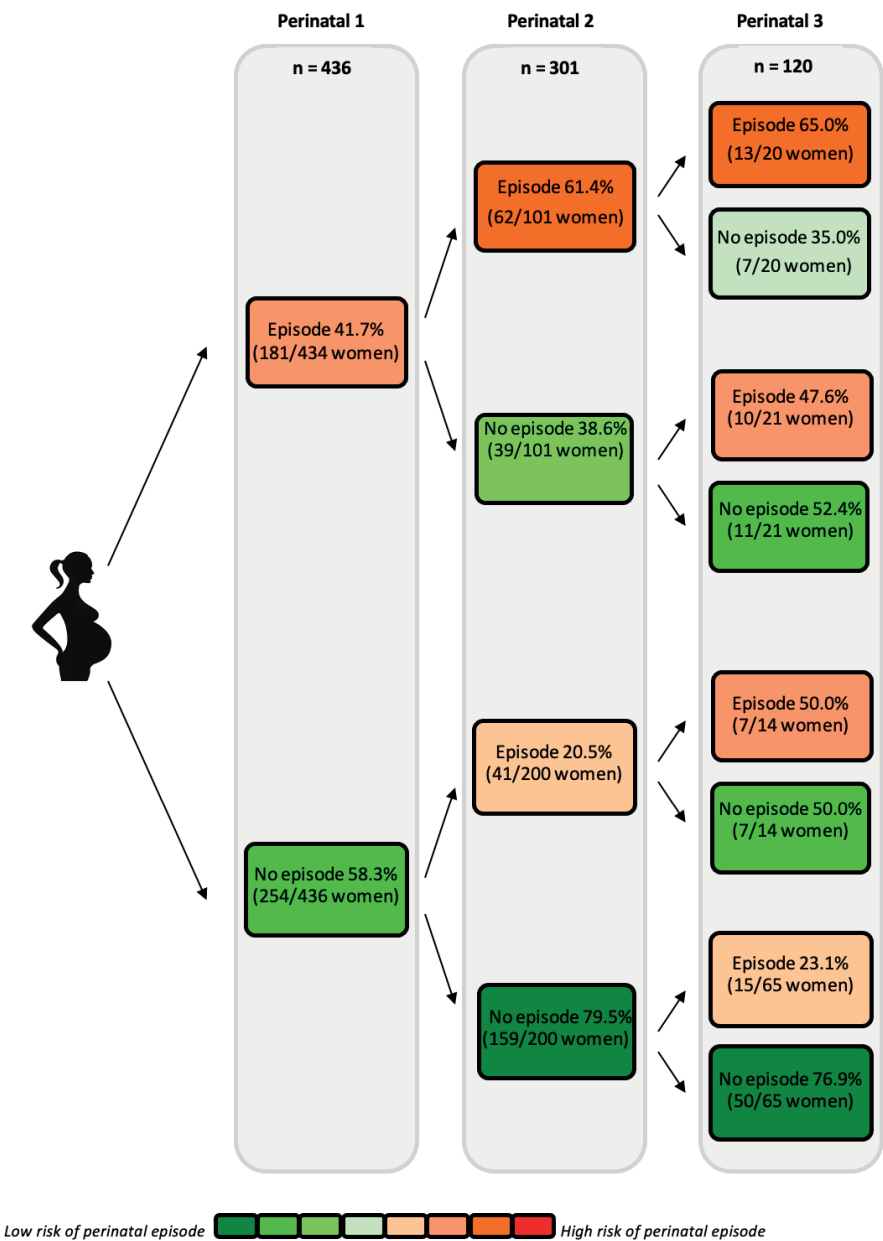 Perinatal 1
Perinatal 2
Perinatal 3
n = 436
n = 301
n = 120
Episode 41.7%
(181/434 women)
No episode 58.3%
(254/436 women)
Episode 61.4%
(62/101 women)
No episode 38.6%
(39/101 women)
Episode 20.5%
(41/200 women)
No episode 79.5%
(159/200 women)
Episode 65.0%
(13/20 women)
No episode 35.0%
(7/20 women)
Episode 47.6%
(10/21 women)
No episode 52.4%
(11/21 women)
Episode 50.0%
(7/14 women)
No episode 50.0%
(7/14 women)
Episode 23.1%
(15/65 women)
No episode 76.9%
(50/65 women)
Low risk of perinatal episode
High risk of perinatal episode